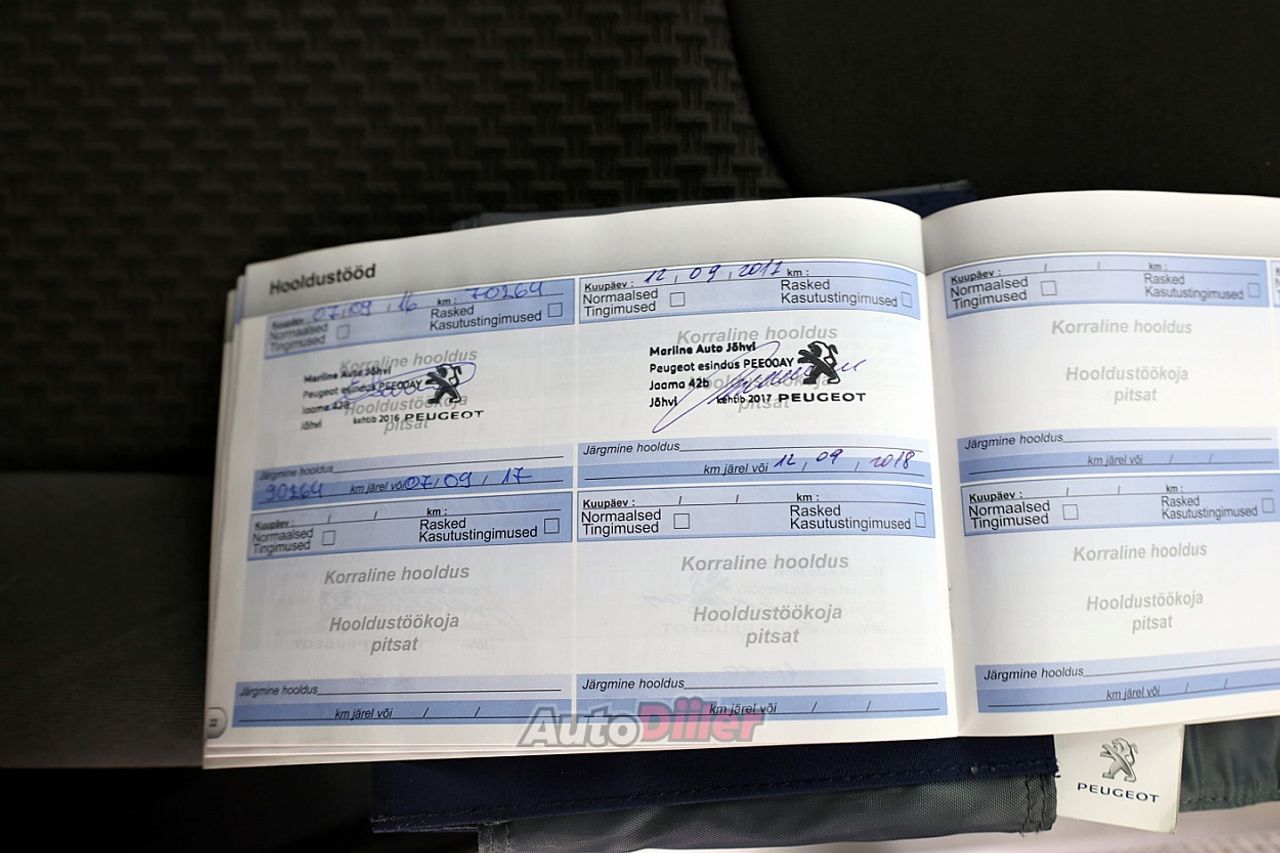 Hooldustööd
Kuupäev : 07, 09 , 16 km : 70264
Normaalsed
Tingimused
Rasked
Kasutustingimused
Korraline hooldus
Marline Auto Jõhvi
Peugeot esindus PEE00AY
Jaama 42b
Jõhvi kehtib 2016 PEUGEOT
Hooldustöökoja
pitsat
Järgmine hooldus
90264 km järel või 07 / 09 / 17
Kuupäev : 12 , 09 , 2017 km :
Normaalsed
Tingimused
Rasked
Kasutustingimused
Korraline hooldus
Marline Auto Jõhvi
Peugeot esindus PEE00AY
Jaama 42b
Jõhvi kehtib 2017 PEUGEOT
Hooldustöökoja
pitsat
Järgmine hooldus
km järel või 12 , 09 , 2018
Kuupäev : / / km :
Normaalsed
Tingimused
Rasked
Kasutustingimused
Korraline hooldus
Hooldustöökoja
pitsat
Järgmine hooldus
km järel või / /
Kuupäev : / / km :
Normaalsed
Tingimused
Rasked
Kasutustingimused
Korraline hooldus
Hooldustöökoja
pitsat
Järgmine hooldus
km järel või / /
Kuupäev : / / km :
Normaalsed
Tingimused
Rasked
Kasutustingimused
Korraline hooldus
Hooldustöökoja
pitsat
Järgmine hooldus
km järel või / /
Kuupäev : / / km :
Normaalsed
Tingimused
Rasked
Kasutustingimused
Korraline hooldus
Hooldustöökoja
pitsat
Järgmine hooldus
km järel või / /
AutoDiiler
PEUGEOT